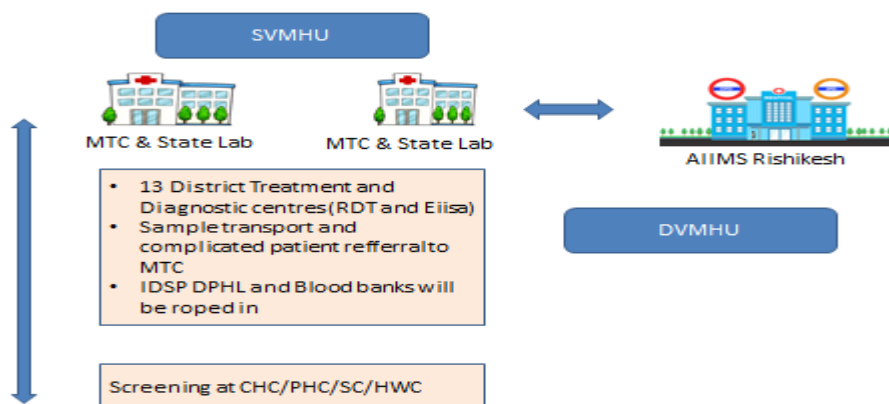 SVMHU
MTC & State Lab
MTC & State Lab
AIIMS Rishikesh
• 13 District Treatment and
Diagnostic centres(RDT and Eiisa)
• Sample transport and
complicated patient refferral to
MTC
• IDSP DPHL and Blood banks will
be roped in
DVMHU
Screening at CHC/PHC/SC/HWC